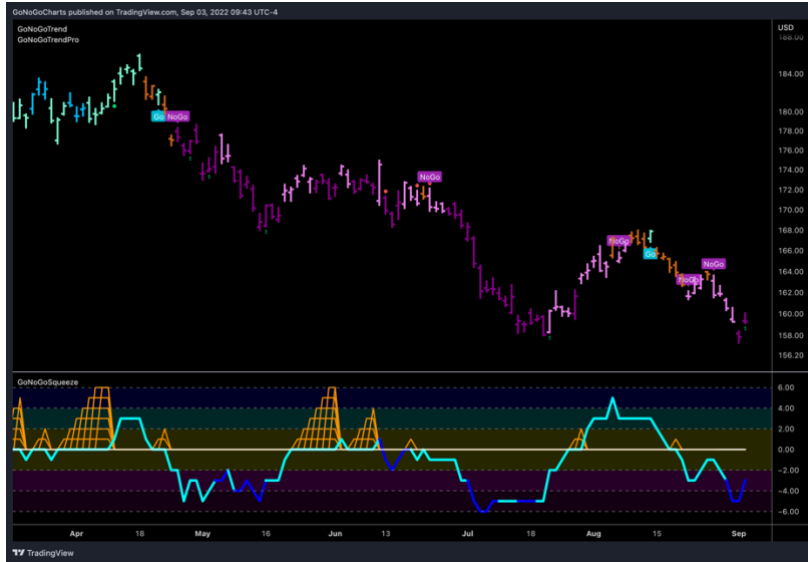 GoNoGoCharts published on TradingView.com, Sep 03, 2022 09:43 UTC-4
GoNoGoTrend
GoNoGoTrendPro
USD
188.00
184.00
180.00
178.00
176.00
174.00
172.00
170.00
168.00
166.00
164.00
162.00
160.00
158.00
156.20
Go
NoGo
NoGo
NoGo
Go
NoGo
NoGo
GoNoGoSqueeze
6.00
4.00
2.00
0.00
−2.00
−4.00
−6.00
Apr 18 May 16 Jun 13 Jul 18 Aug 15 Sep
TradingView